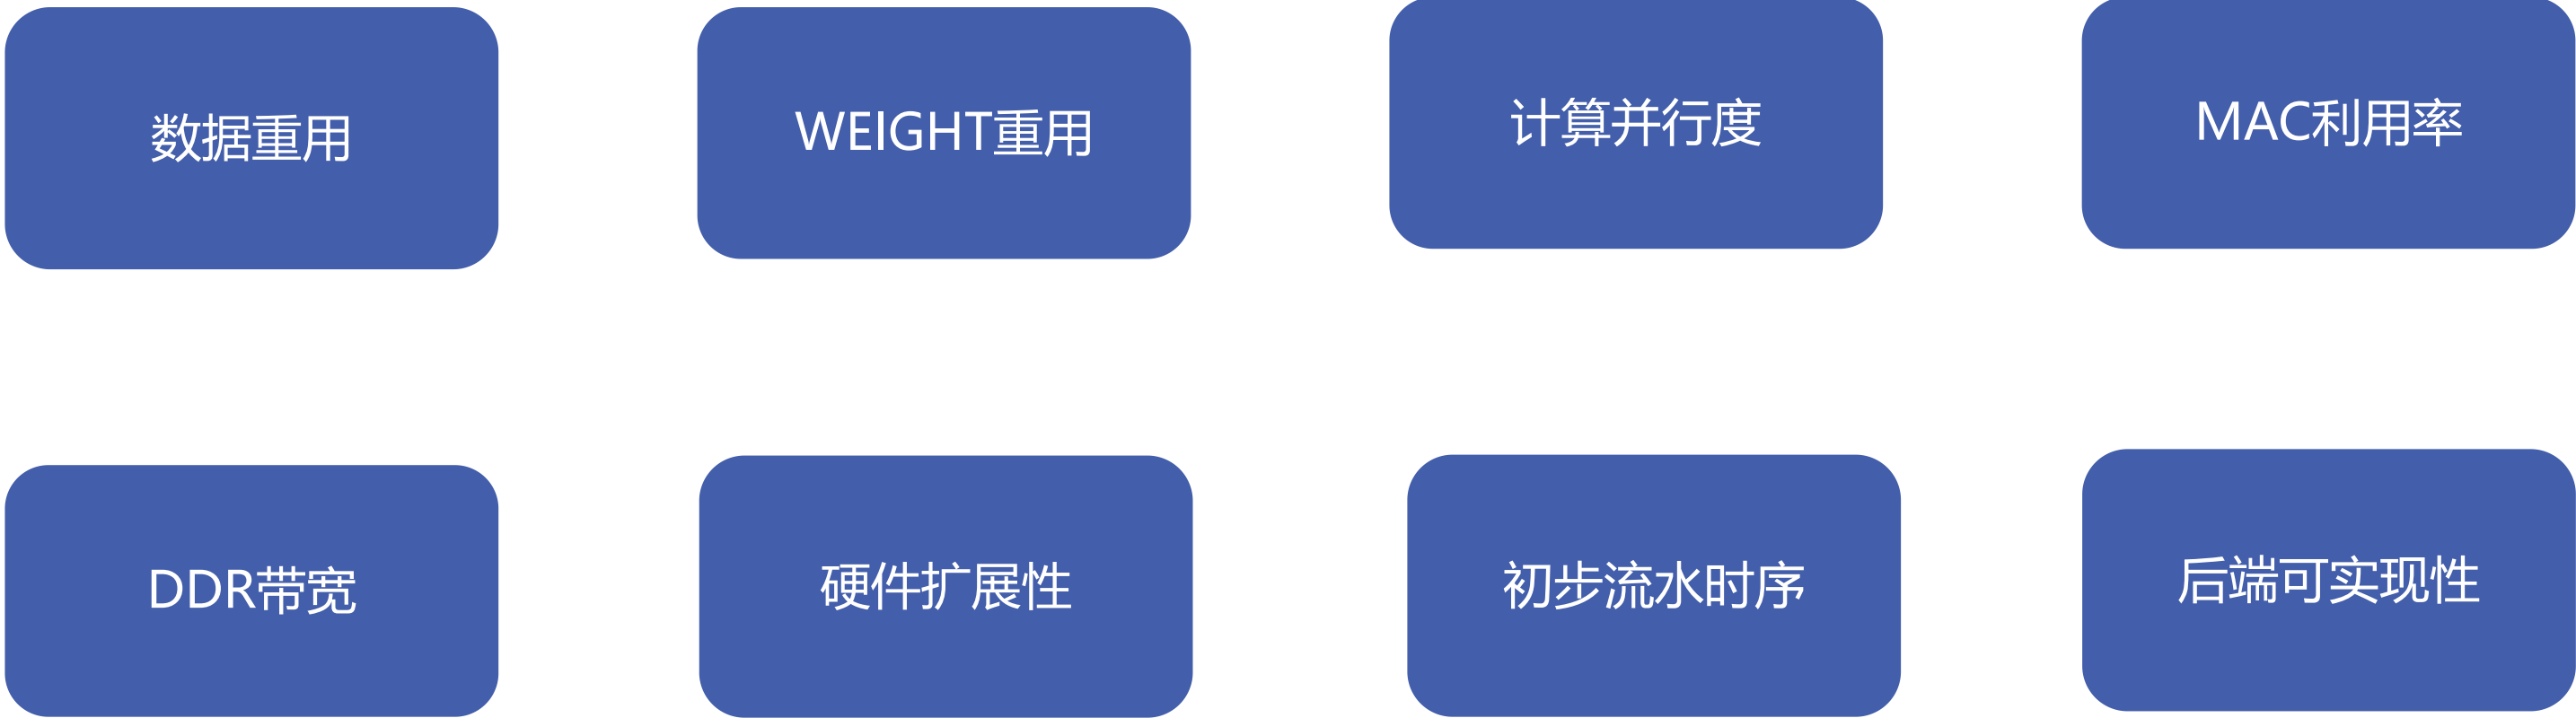 数据重用
WEIGHT重用
计算并行度
MAC利用率
DDR带宽
硬件扩展性
初步流水时序
后端可实现性